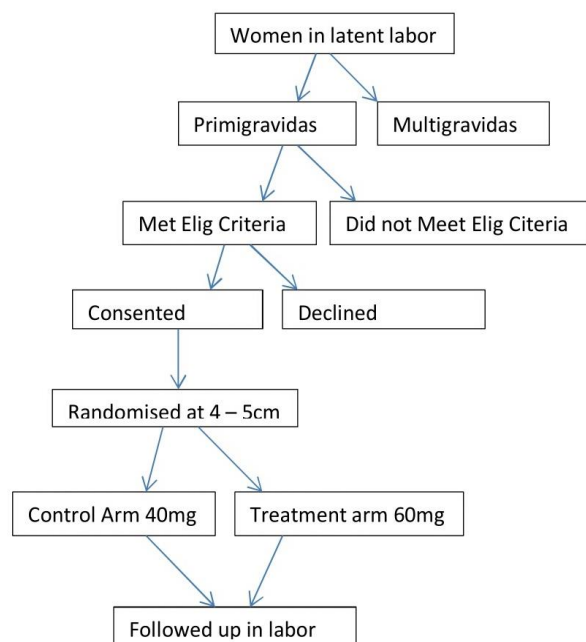 Women in latent labor
Primigravidas
Multigravidas
Met Elig Criteria
Did not Meet Elig Citeria
Consented
Declined
Randomised at 4 – 5cm
Control Arm 40mg
Treatment arm 60mg
Followed up in labor